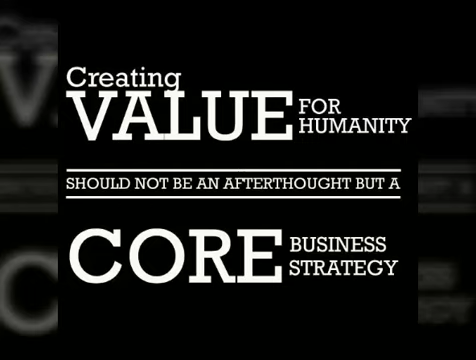 Creating
VALUE FOR
HUMANITY
SHOULD NOT BE AN AFTERTHOUGHT BUT A
CORE BUSINESS
STRATEGY